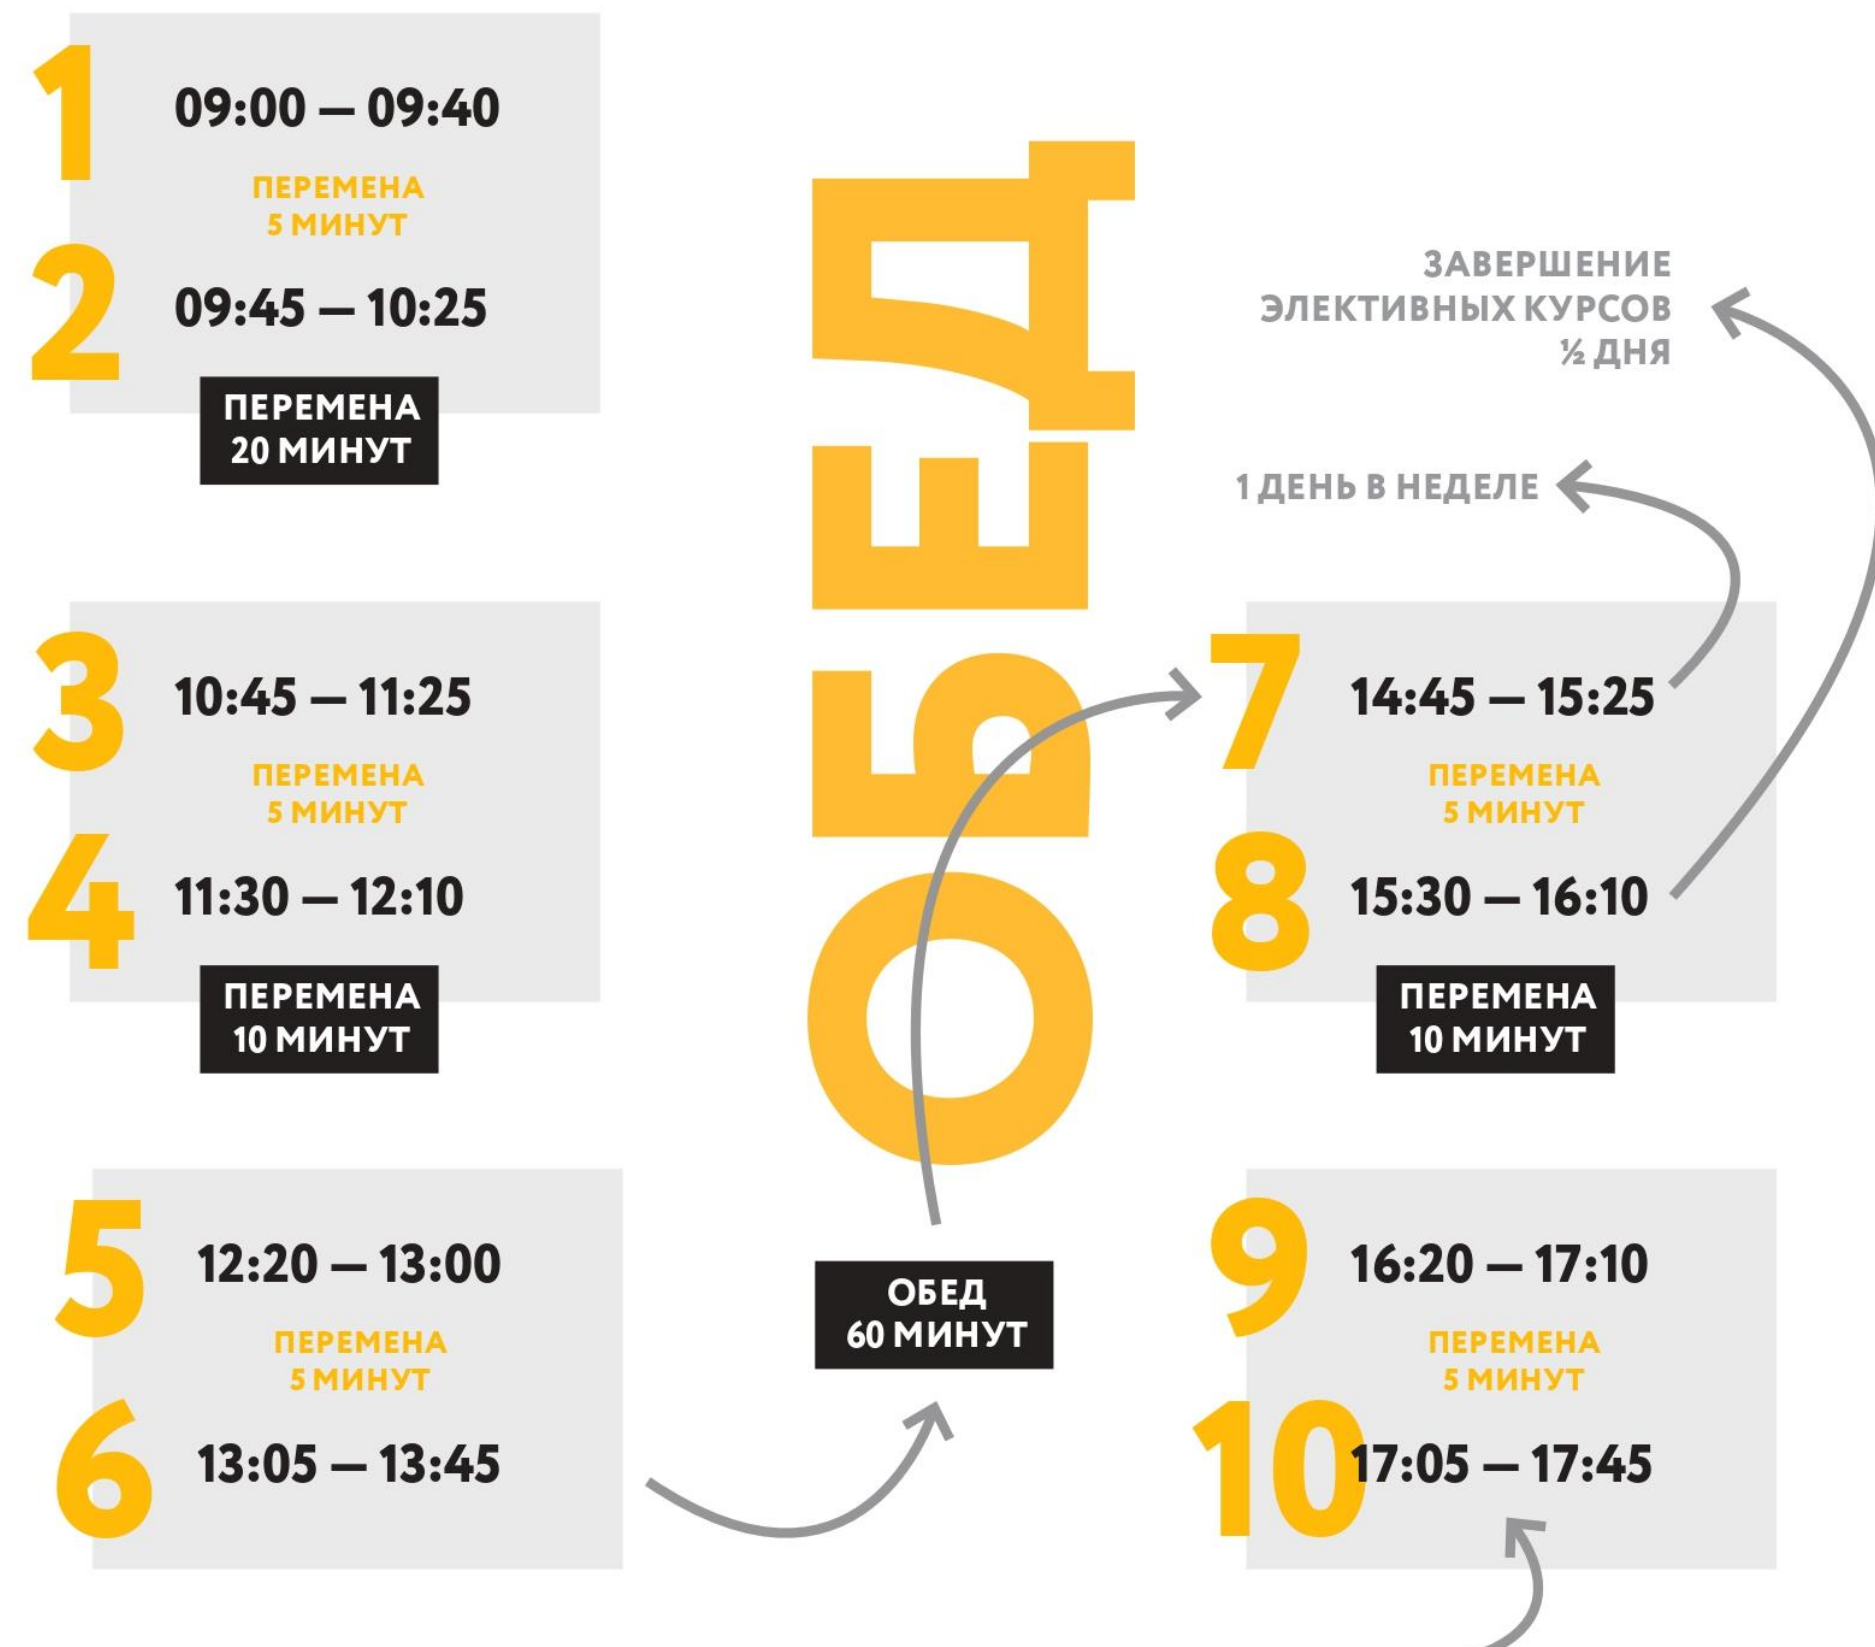 1
09:00 — 09:40
ПЕРЕМЕНА
5 МИНУТ
2
09:45 — 10:25
ПЕРЕМЕНА
20 МИНУТ
3
10:45 — 11:25
ПЕРЕМЕНА
5 МИНУТ
4
11:30 — 12:10
ПЕРЕМЕНА
10 МИНУТ
5
12:20 — 13:00
ПЕРЕМЕНА
5 МИНУТ
6
13:05 — 13:45
ОБЕД
ОБЕД
60 МИНУТ
ЗАВЕРШЕНИЕ
ЭЛЕКТИВНЫХ КУРСОВ
½ ДНЯ
1 ДЕНЬ В НЕДЕЛЕ
7
14:45 — 15:25
ПЕРЕМЕНА
5 МИНУТ
8
15:30 — 16:10
ПЕРЕМЕНА
10 МИНУТ
9
16:20 — 17:10
ПЕРЕМЕНА
5 МИНУТ
10
17:05 — 17:45